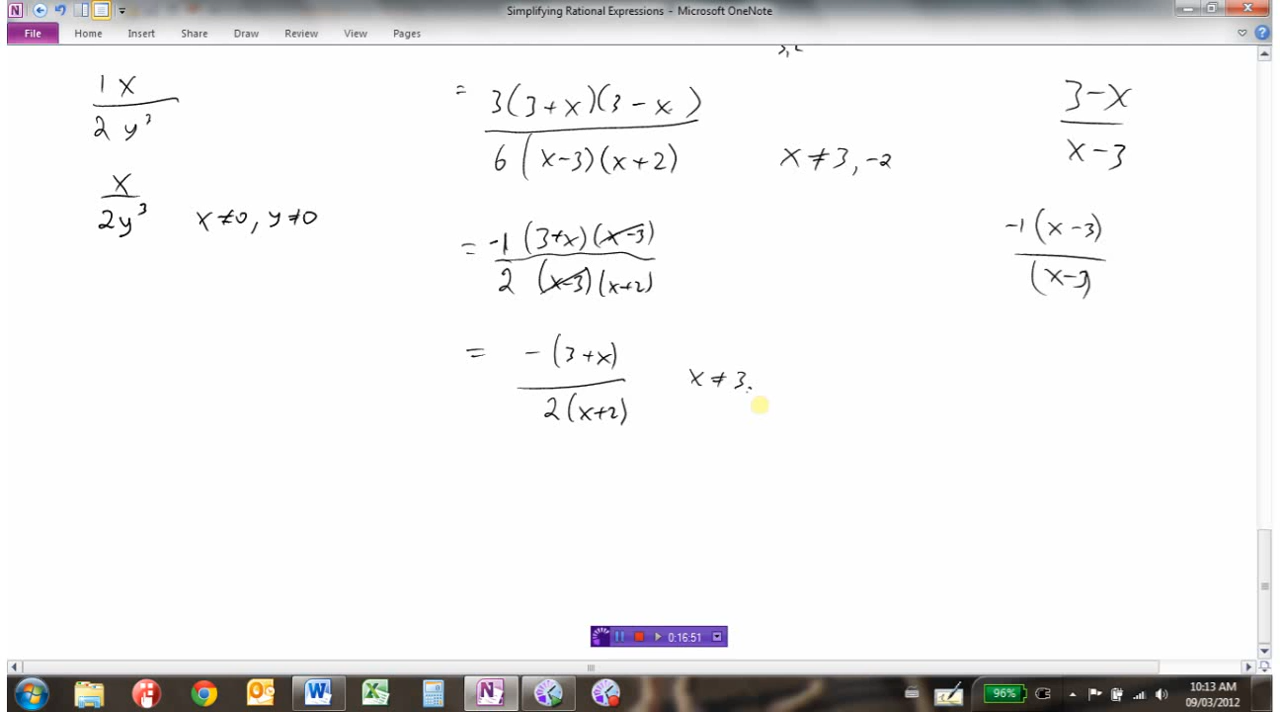 Simplifying Rational Expressions - Microsoft OneNote
File Home Insert Share Draw Review View Pages
1x
2y³
x
2y³ x≠0, y≠0
= 3(3+x)(3-x)
6(x-3)(x+2) x≠3,-2
= -1(3+x)(x-3)
2(x-3)(x+2)
= -(3+x)
2(x+2) x≠3,
3-x
x-3
-1(x-3)
(x-3)
0:16:51
96%
10:13 AM
09/03/2012